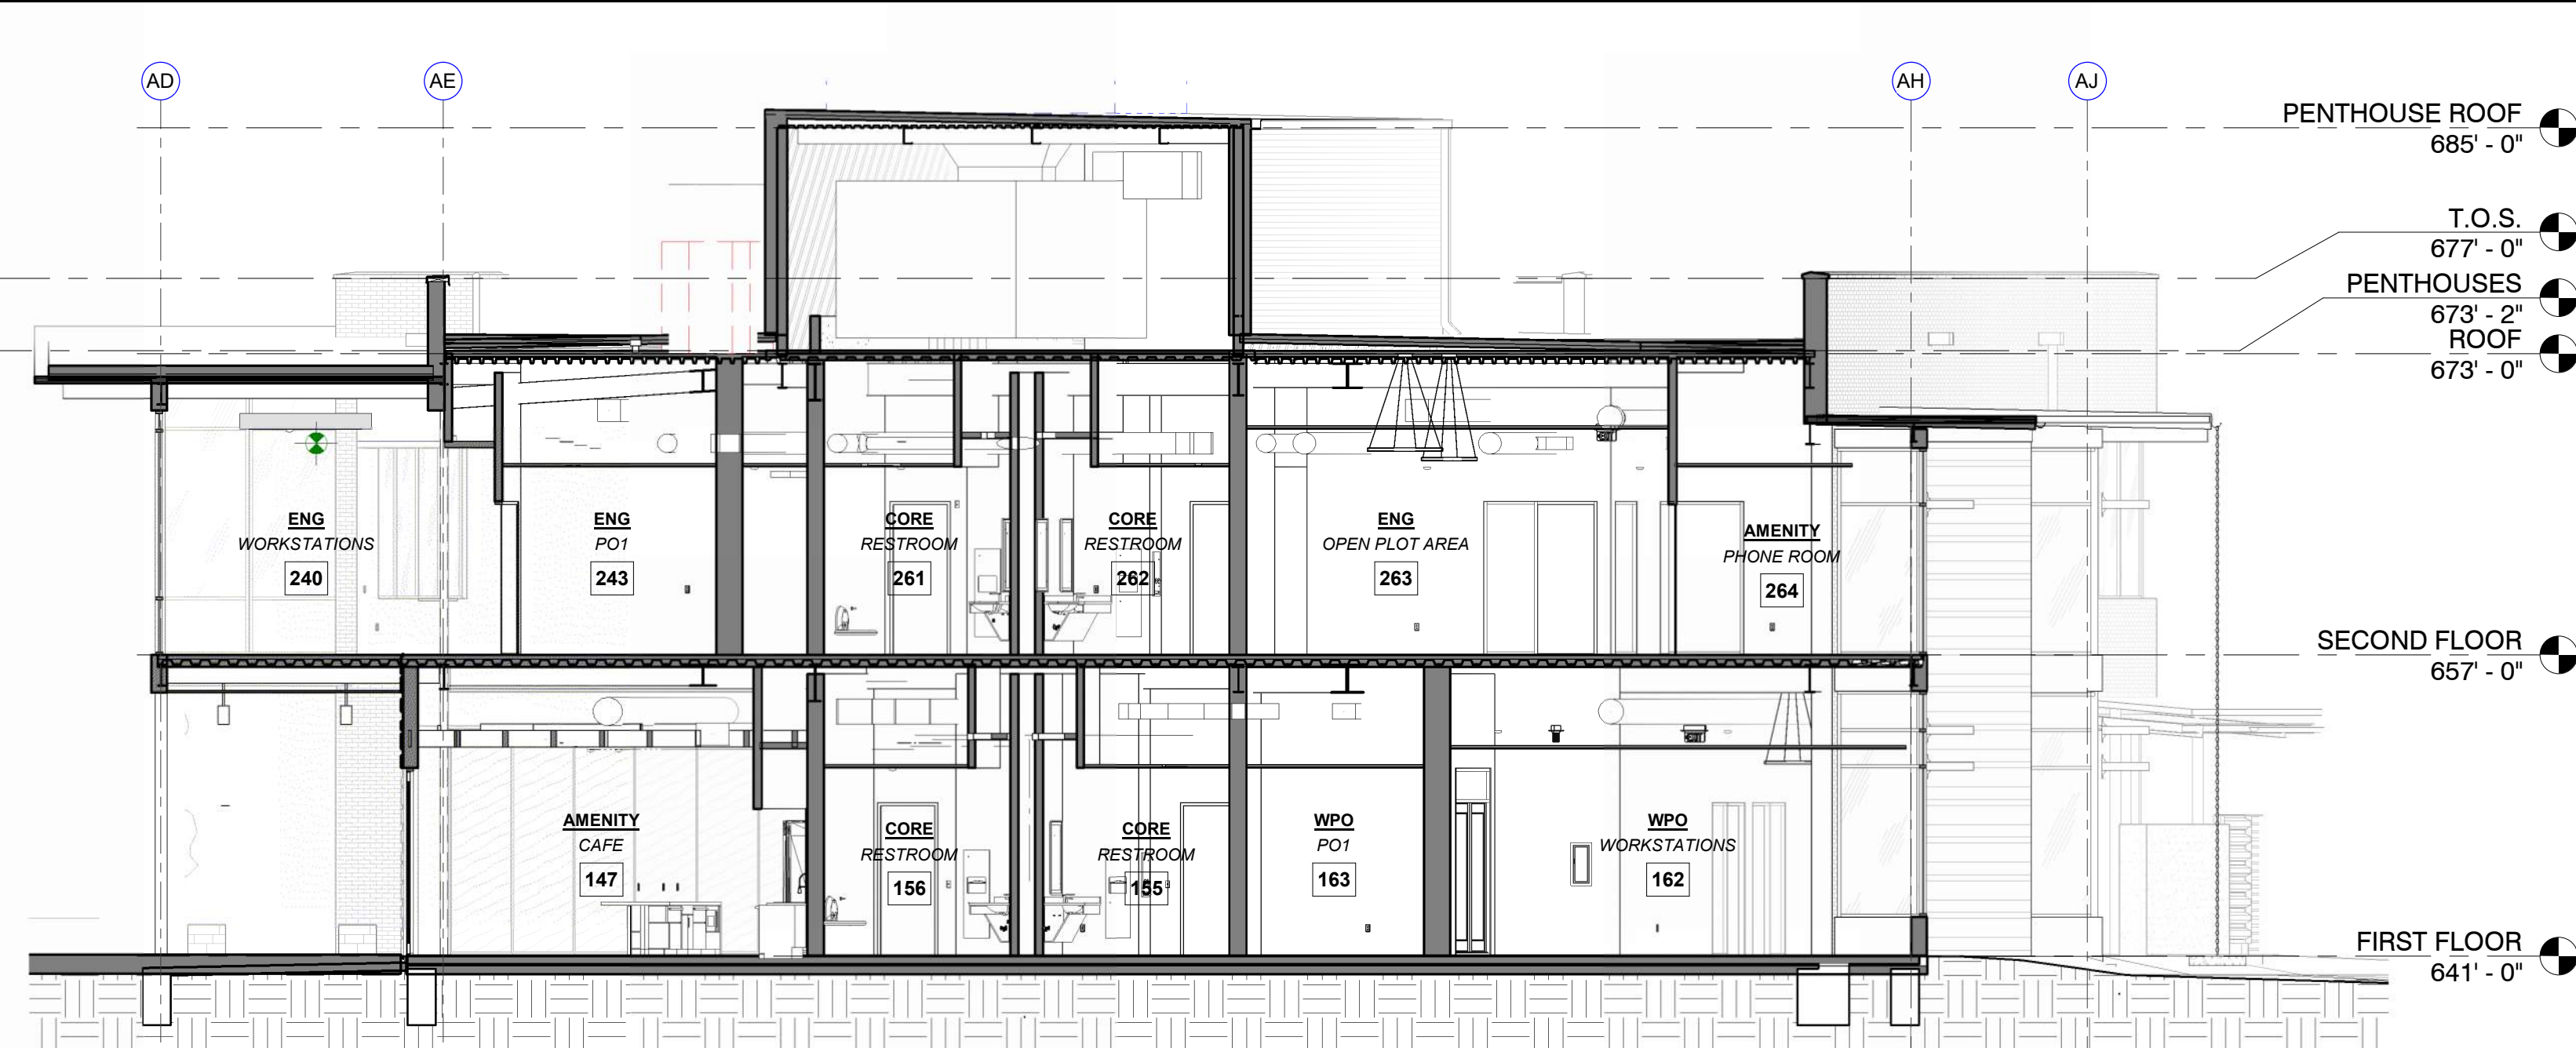 AD
AE
AH
AJ
PENTHOUSE ROOF
685' - 0"
T.O.S.
677' - 0"
PENTHOUSES
673' - 2"
ROOF
673' - 0"
ENG
WORKSTATIONS
240
ENG
PO1
243
CORE
RESTROOM
261
CORE
RESTROOM
262
ENG
OPEN PLOT AREA
263
AMENITY
PHONE ROOM
264
SECOND FLOOR
657' - 0"
AMENITY
CAFE
147
CORE
RESTROOM
156
CORE
RESTROOM
155
WPO
PO1
163
WPO
WORKSTATIONS
162
FIRST FLOOR
641' - 0"